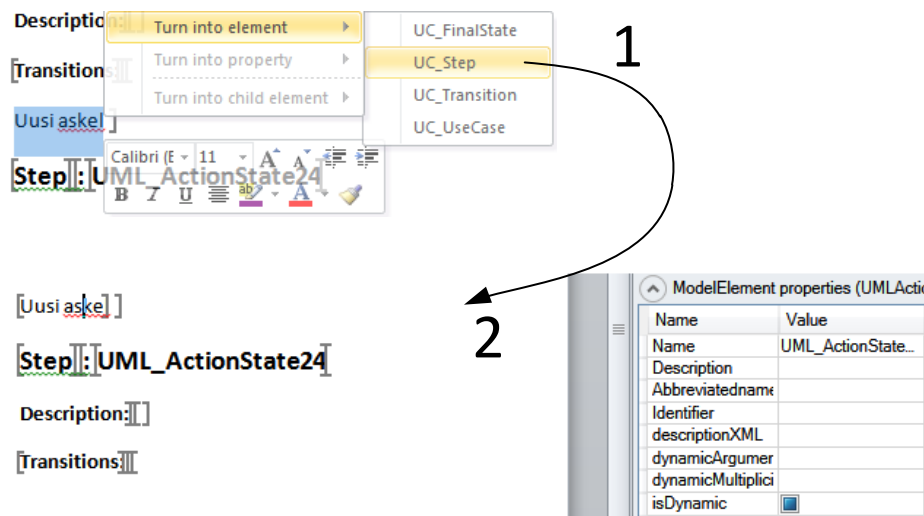 Description:[ ]
Turn into element
UC_FinalState
1
[Transitions:[]
Turn into property
UC_Step
Turn into child element
UC_Transition
Uusi askel ]
UC_UseCase
Calibri (E 11 A A
[Step]:[UML_ActionState24]
B I U ab A
[Uusi askel] ]
2
[Step]:[UML_ActionState24]
Description:[ ]
[Transitions:[]
ModelElement properties (UMLActio
Name Value
Name UML_ActionState...
Description
Abbreviatedname
Identifier
descriptionXML
dynamicArgumer
dynamicMultiplici
isDynamic